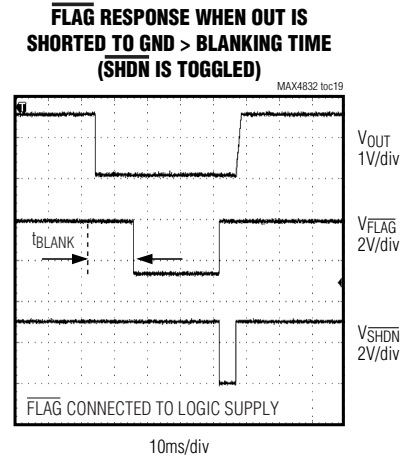 FLAG RESPONSE WHEN OUT IS
SHORTED TO GND > BLANKING TIME
(SHDN IS TOGGLED)
MAX4832 toc19
T
VOUT
1V/div
VFLAG
2V/div
tBLANK
VSHDN
2V/div
FLAG CONNECTED TO LOGIC SUPPLY
10ms/div